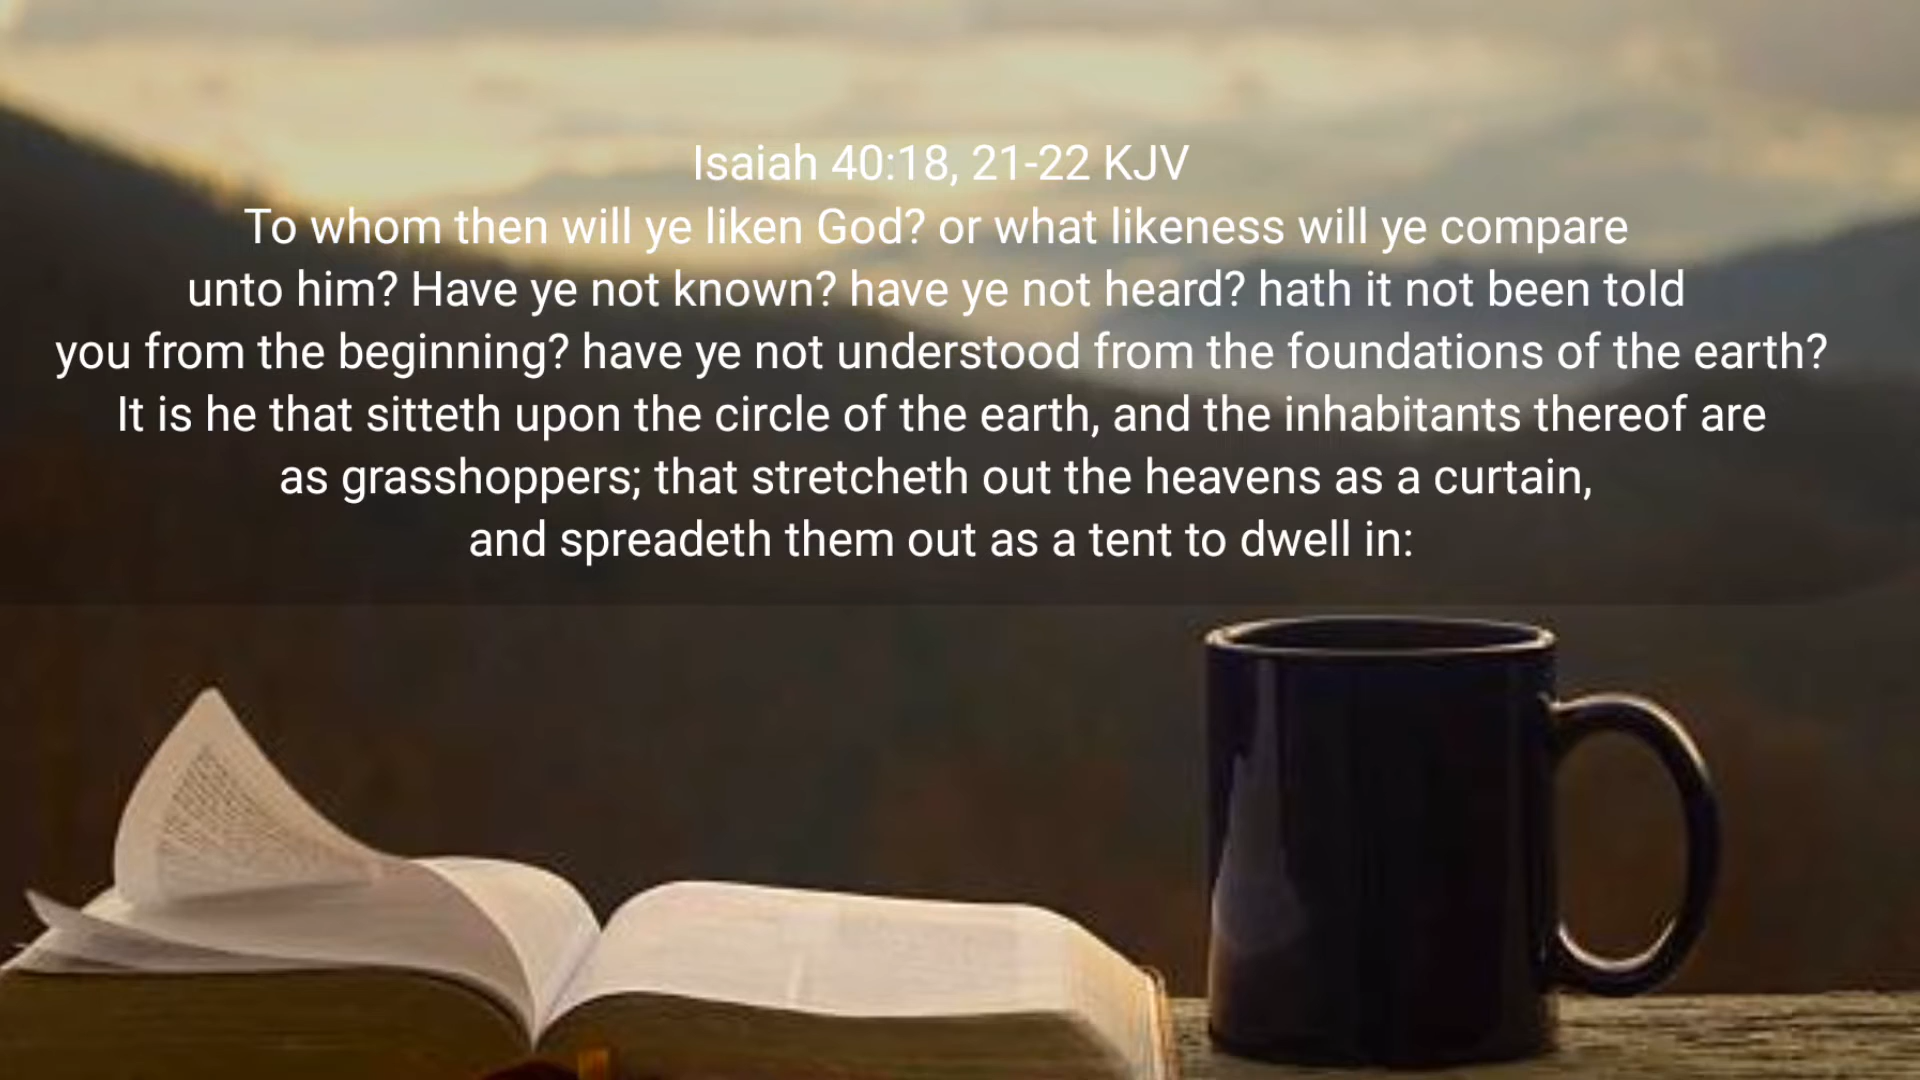 Isaiah 40:18, 21-22 KJV
To whom then will ye liken God? or what likeness will ye compare
unto him? Have ye not known? have ye not heard? hath it not been told
you from the beginning? have ye not understood from the foundations of the earth?
It is he that sitteth upon the circle of the earth, and the inhabitants thereof are
as grasshoppers; that stretcheth out the heavens as a curtain,
and spreadeth them out as a tent to dwell in: